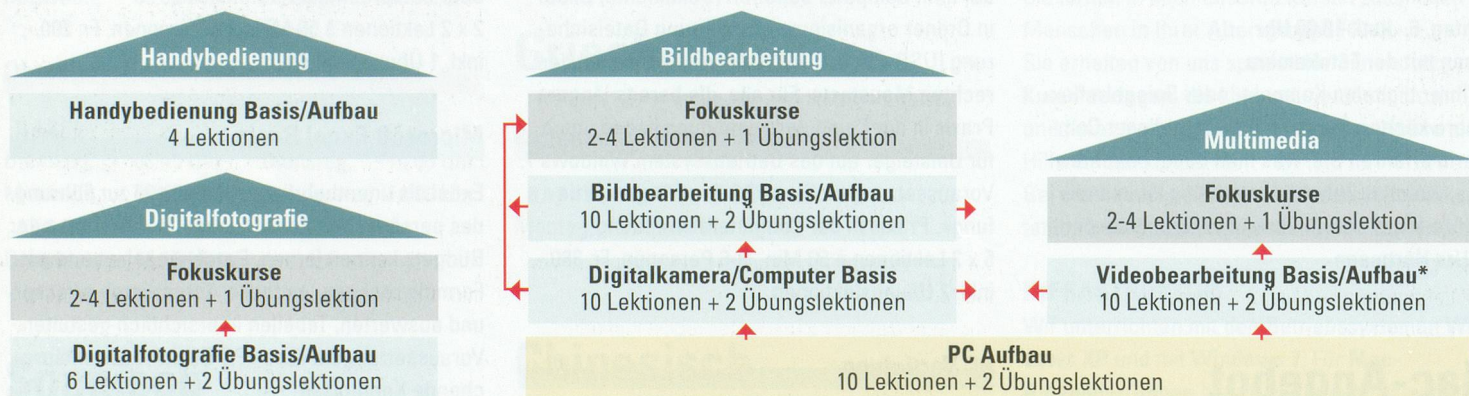 Handybedienung
Handybedienung Basis/Aufbau
4 Lektionen
Digitalfotografie
Fokuskurse
2-4 Lektionen + 1 Übungslektion
Digitalfotografie Basis/Aufbau
6 Lektionen + 2 Übungslektionen
Bildbearbeitung
Fokuskurse
2-4 Lektionen + 1 Übungslektion
Bildbearbeitung Basis/Aufbau
10 Lektionen + 2 Übungslektionen
Digitalkamera/Computer Basis
10 Lektionen + 2 Übungslektionen
Multimedia
Fokuskurse
2-4 Lektionen + 1 Übungslektion
Videobearbeitung Basis/Aufbau*
10 Lektionen + 2 Übungslektionen
PC Aufbau
10 Lektionen + 2 Übungslektionen